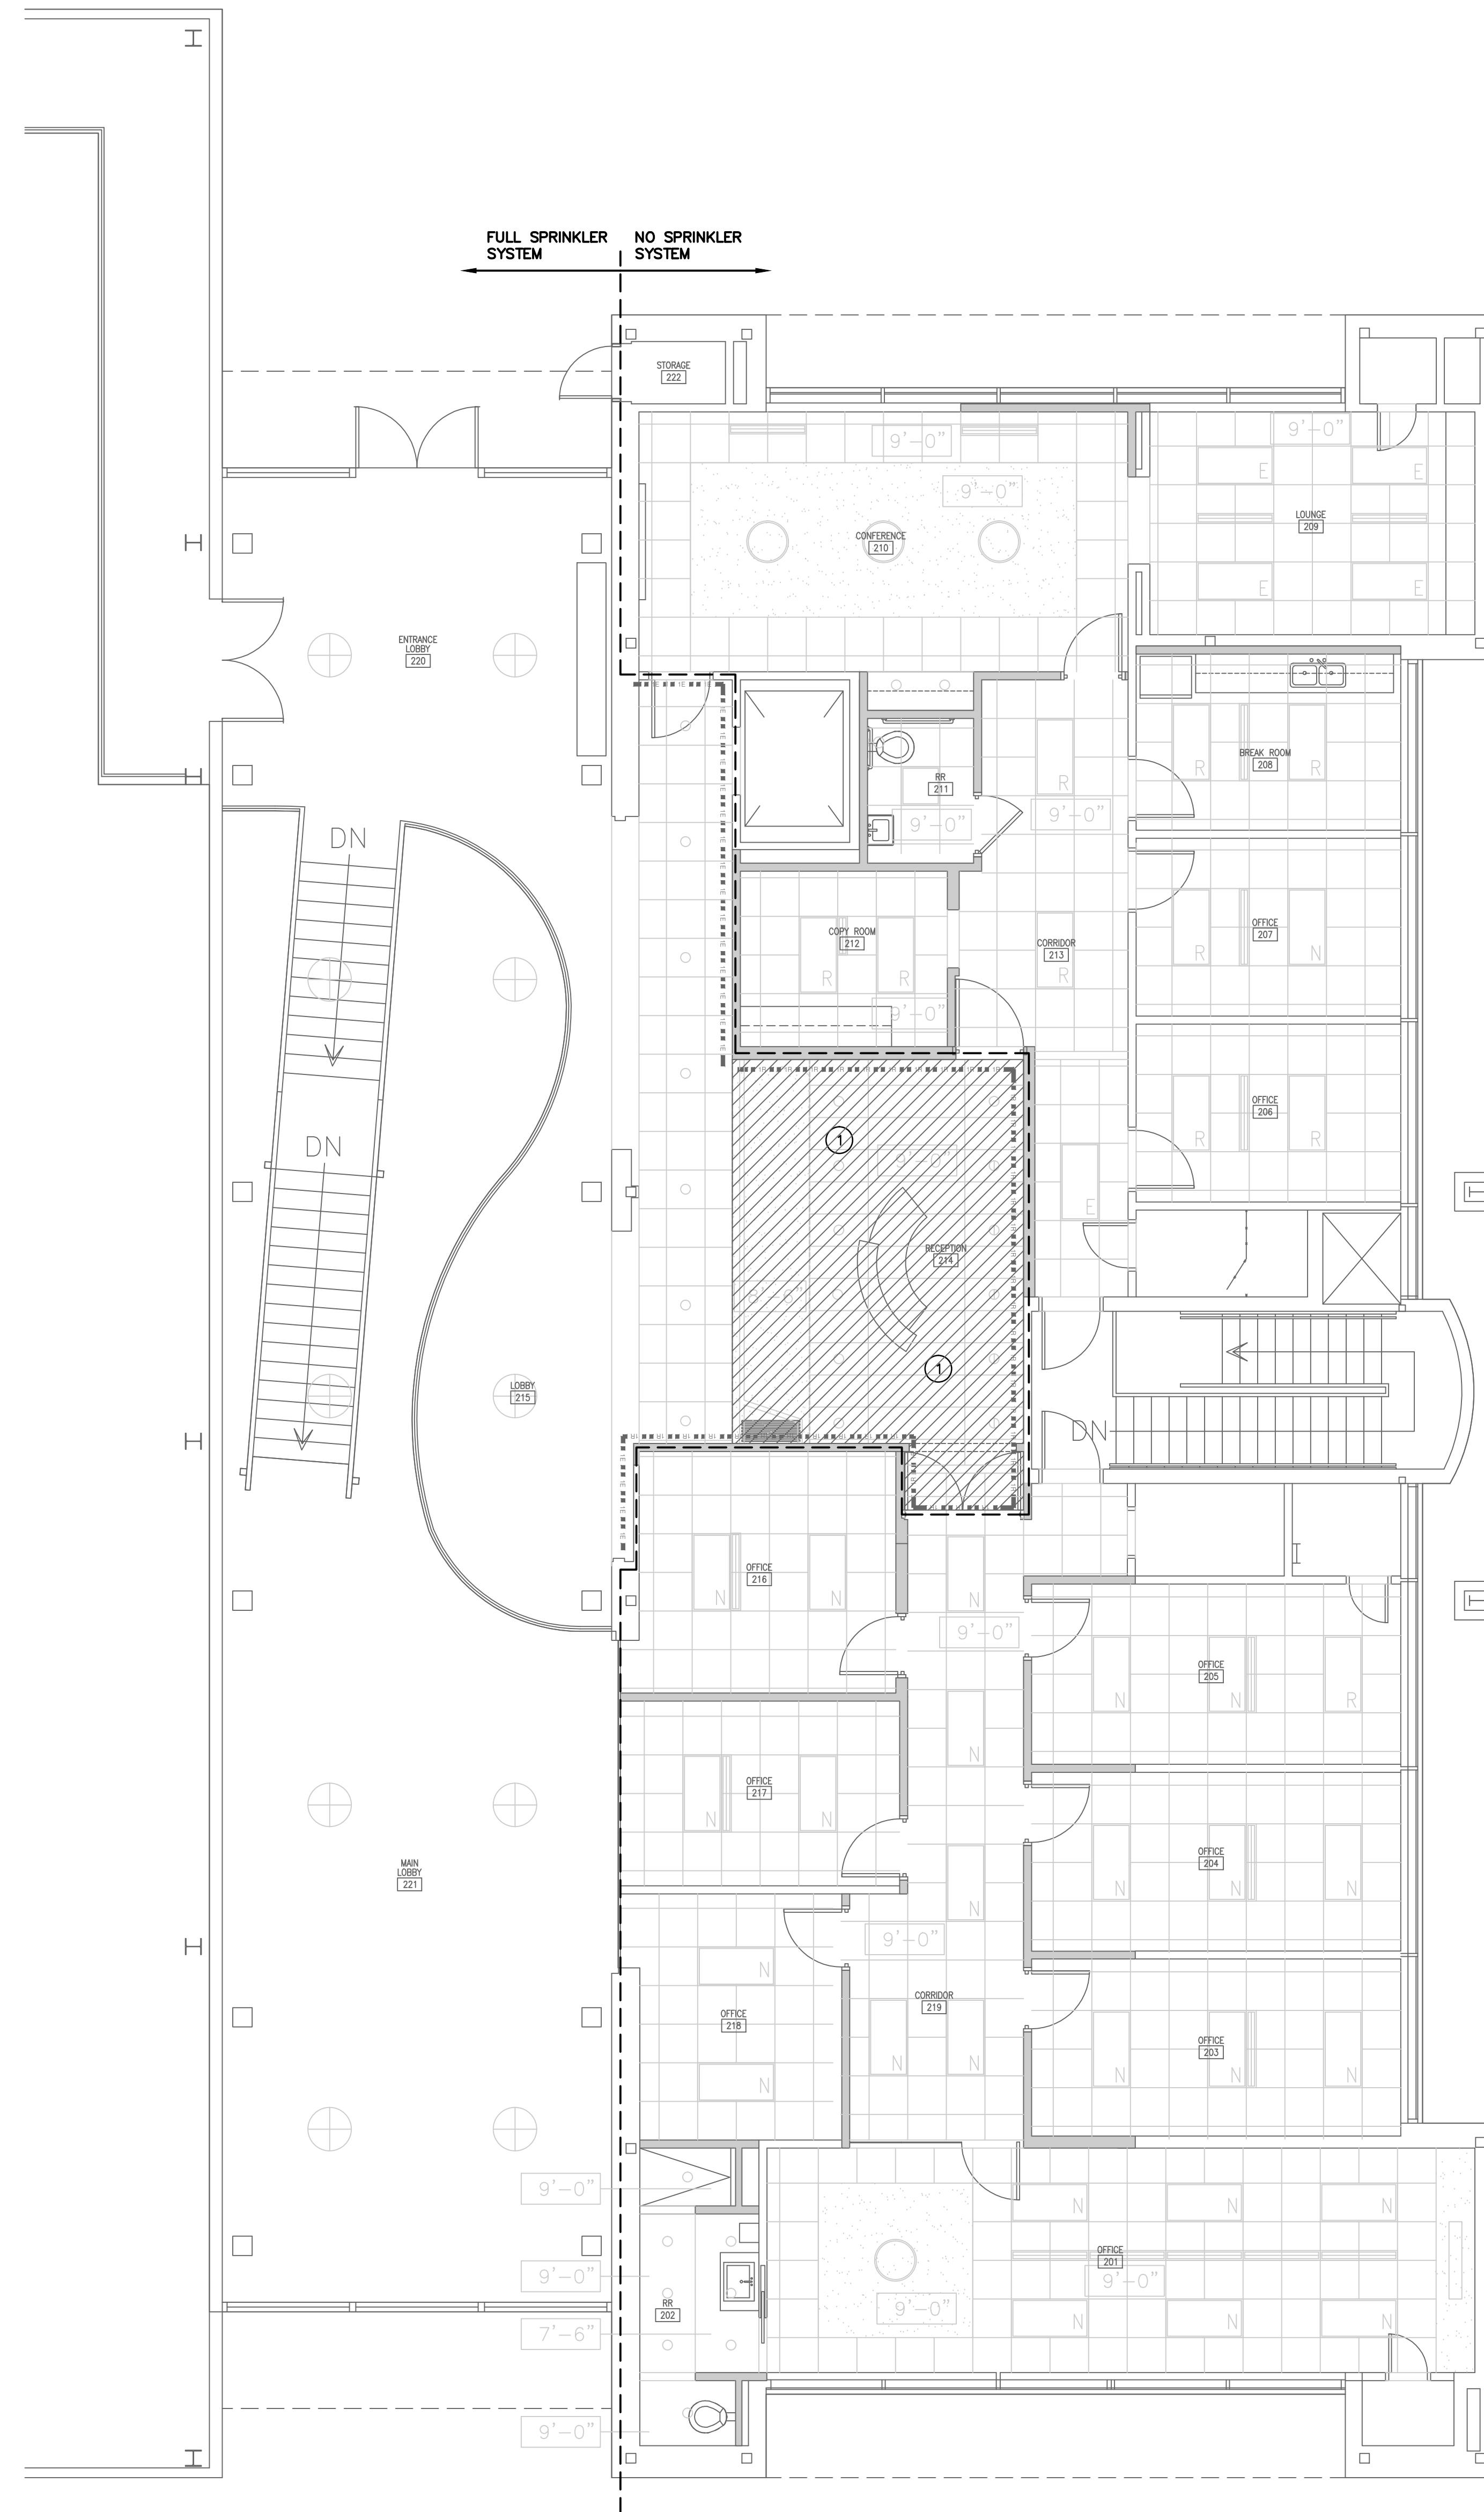 FULL SPRINKLER
SYSTEM
NO SPRINKLER
SYSTEM
STORAGE
222
9'-0"
9'-0"
9'-0"
E
E
LOUNGE
209
CONFERENCE
210
E
E
ENTRANCE
LOBBY
220
BREAK ROOM
208
R
R
RR
211
R
9'-0"
9'-0"
DN
COPY ROOM
212
R
R
9'-0"
CORRIDOR
213
R
OFFICE
207
R
N
1
OFFICE
206
R
R
DN
9'-0"
E
RECEPTION
214
8'-6"
1
LOBBY
215
DN
OFFICE
216
N
N
N
9'-0"
OFFICE
205
N
N
R
N
OFFICE
217
N
N
MAIN
LOBBY
221
OFFICE
204
N
N
N
N
9'-0"
N
OFFICE
218
N
CORRIDOR
219
N
N
OFFICE
203
N
N
N
9'-0"
N
N
N
OFFICE
201
9'-0"
9'-0"
RR
202
9'-0"
N
N
N
7'-6"
9'-0"